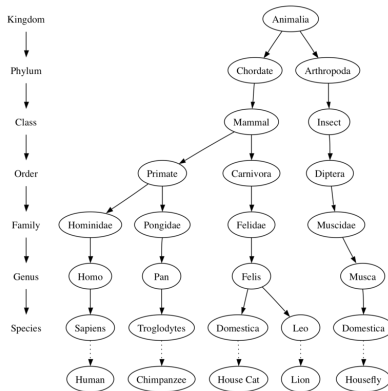 Kingdom Animalia
Phylum Chordate Arthropoda
Class Mammal Insect
Order Primate Carnivora Diptera
Family Hominidae Pongidae Felidae Muscidae
Genus Homo Pan Felis Musca
Species Sapiens Troglodytes Domestica Leo Domestica
Human Chimpanzee House Cat Lion Housefly